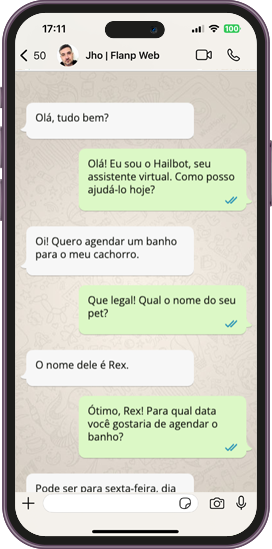 17:11
100
50
Jho | Flanp Web
Olá, tudo bem?
Olá! Eu sou o Hailbot, seu
assistente virtual. Como posso
ajudá-lo hoje?
Oi! Quero agendar um banho
para o meu cachorro.
Que legal! Qual o nome do seu
pet?
O nome dele é Rex.
Ótimo, Rex! Para qual data
você gostaria de agendar o
banho?
Pode ser para sexta-feira, dia